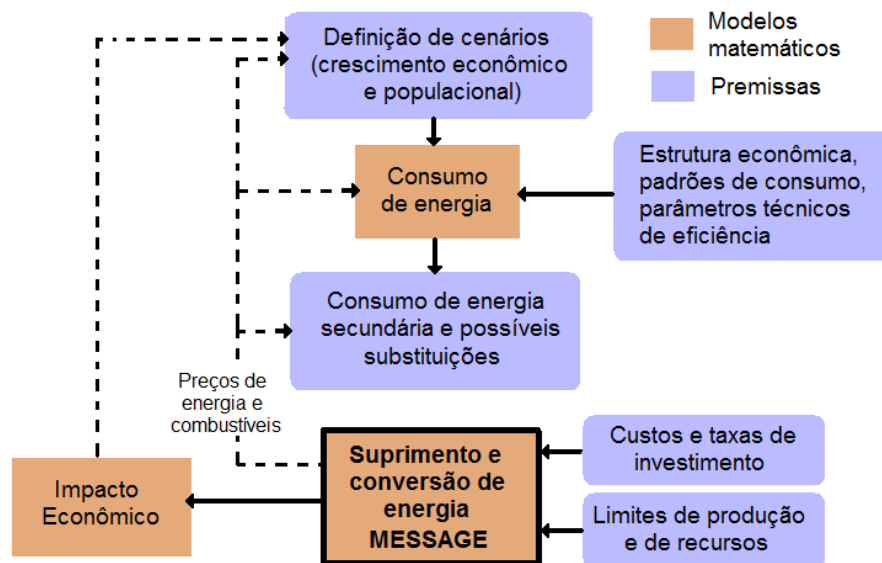 Definição de cenários
(crescimento econômico
e populacional)
Modelos
matemáticos
Premissas
Consumo
de energia
Estrutura econômica,
padrões de consumo,
parâmetros técnicos
de eficiência
Consumo de energia
secundária e possíveis
substituições
Preços de
energia e
combustíveis
Suprimento e
conversão de
energia
MESSAGE
Custos e taxas de
investimento
Impacto
Econômico
Limites de produção
e de recursos